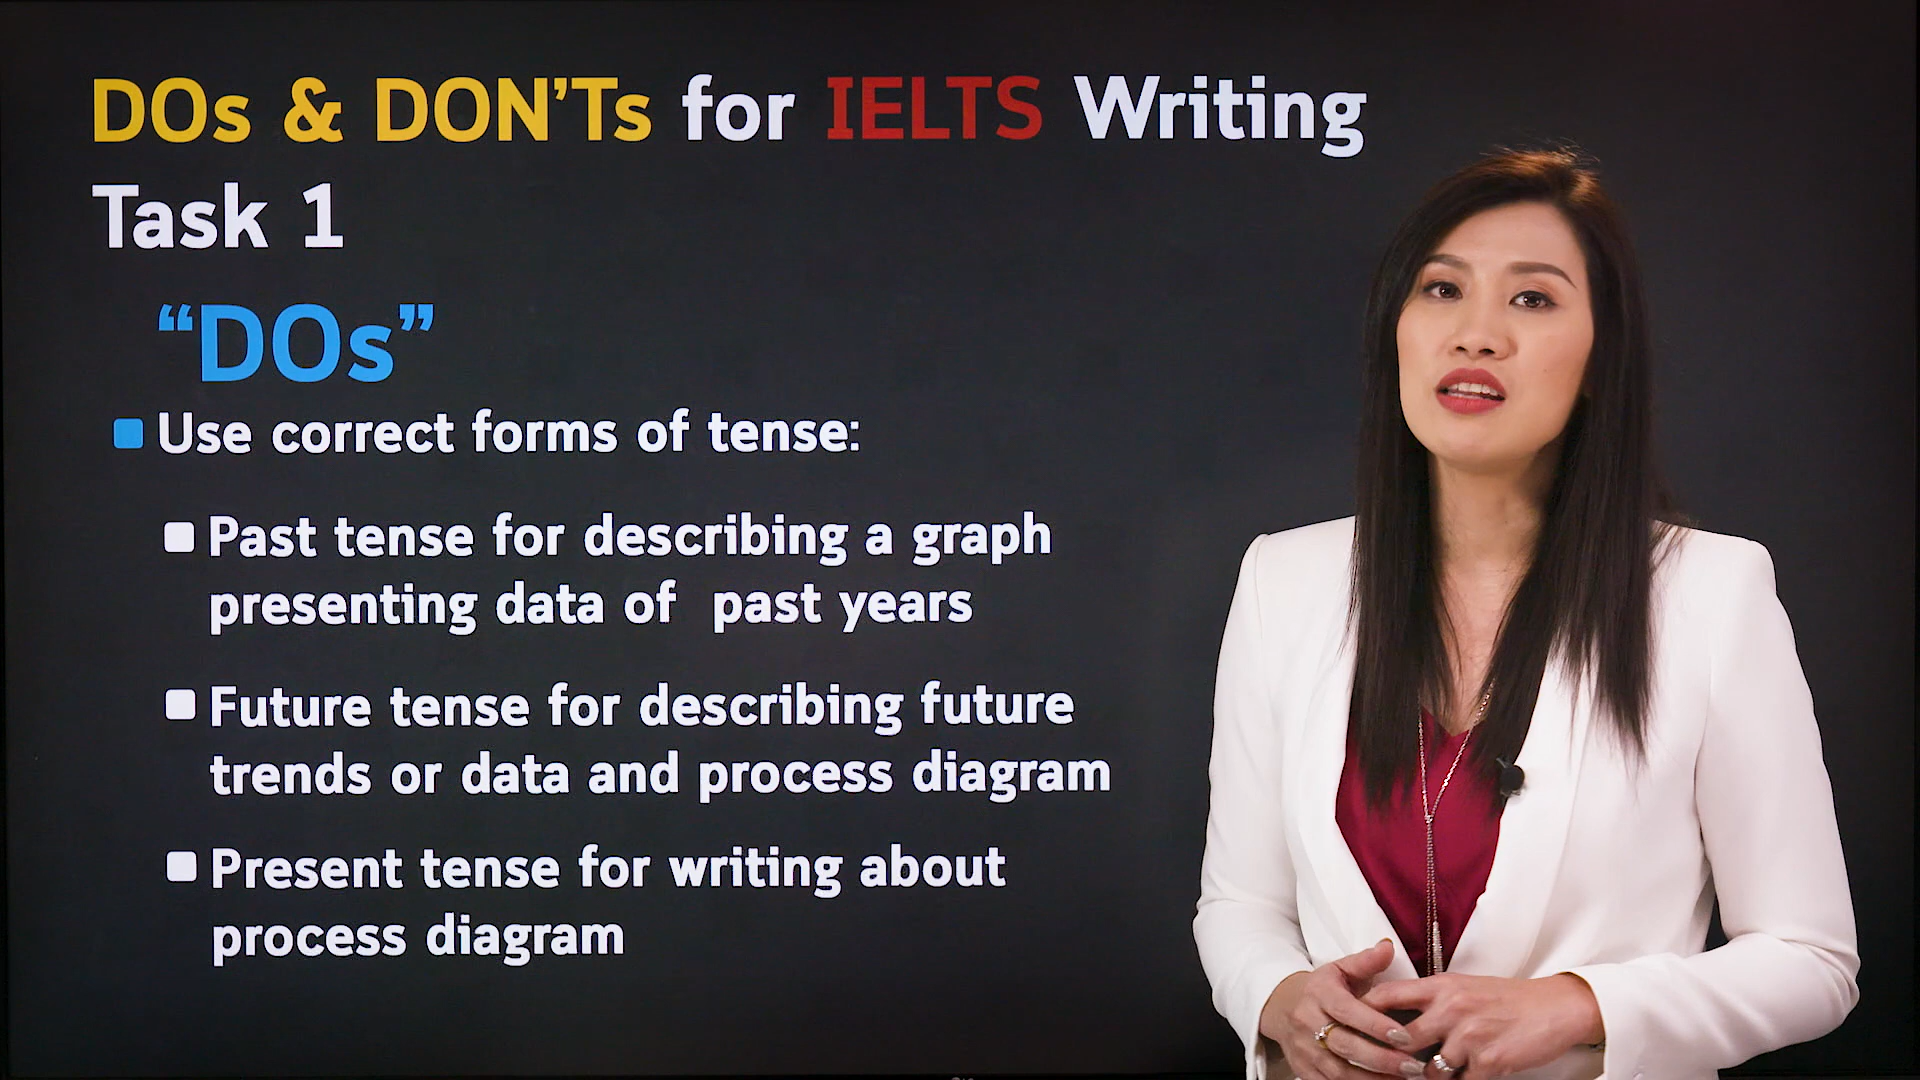 DOs & DON’Ts for IELTS Writing
Task 1
“DOs”
Use correct forms of tense:
Past tense for describing a graph
presenting data of past years
Future tense for describing future
trends or data and process diagram
Present tense for writing about
process diagram